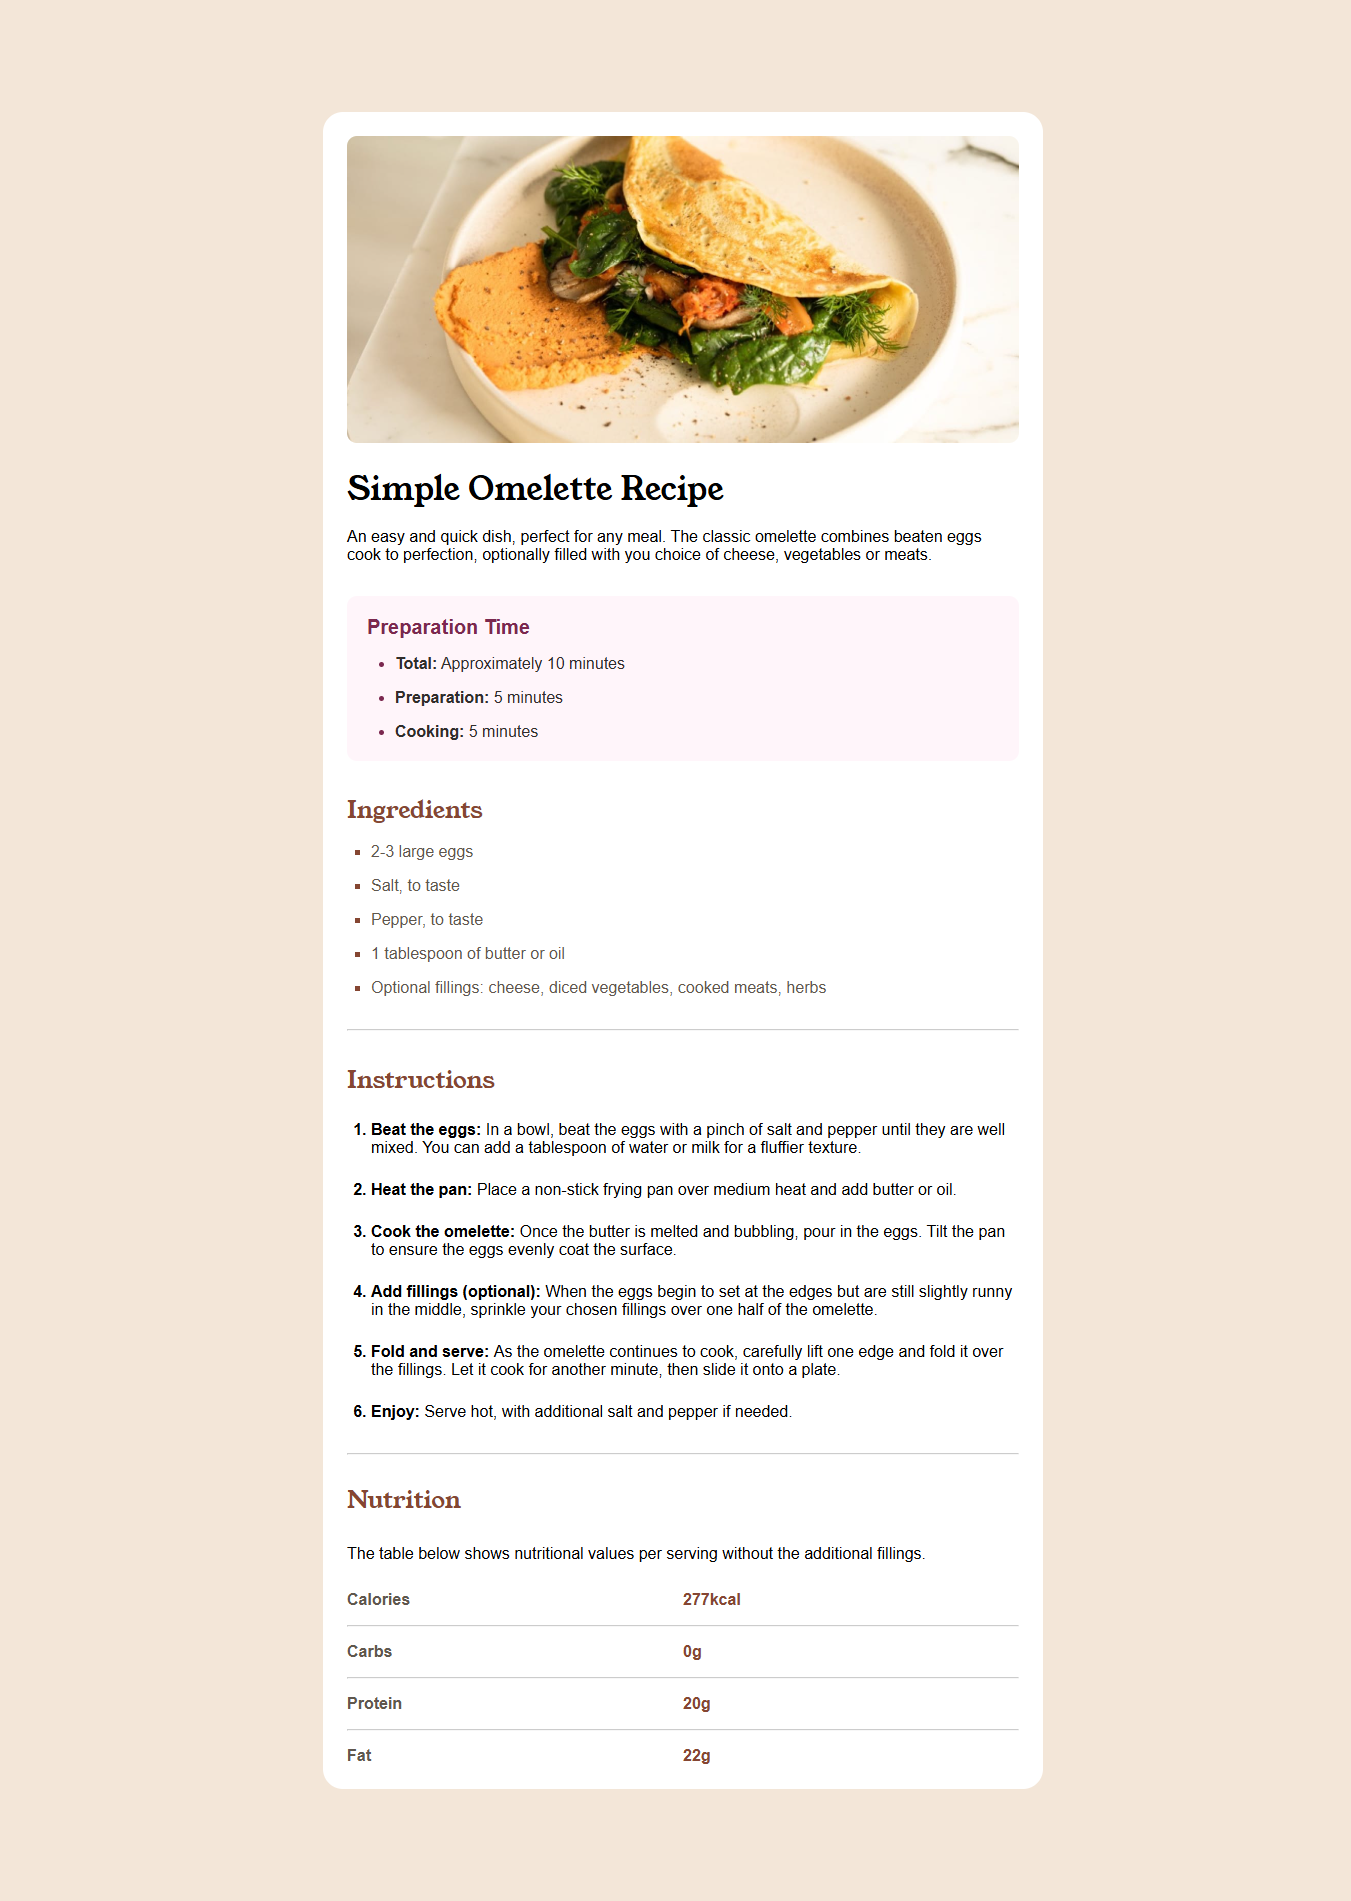 Simple Omelette Recipe
An easy and quick dish, perfect for any meal. The classic omelette combines beaten eggs
cook to perfection, optionally filled with you choice of cheese, vegetables or meats.
Preparation Time
• Total: Approximately 10 minutes
• Preparation: 5 minutes
• Cooking: 5 minutes
Ingredients
▪ 2-3 large eggs
▪ Salt, to taste
▪ Pepper, to taste
▪ 1 tablespoon of butter or oil
▪ Optional fillings: cheese, diced vegetables, cooked meats, herbs
Instructions
1. Beat the eggs: In a bowl, beat the eggs with a pinch of salt and pepper until they are well
mixed. You can add a tablespoon of water or milk for a fluffier texture.
2. Heat the pan: Place a non-stick frying pan over medium heat and add butter or oil.
3. Cook the omelette: Once the butter is melted and bubbling, pour in the eggs. Tilt the pan
to ensure the eggs evenly coat the surface.
4. Add fillings (optional): When the eggs begin to set at the edges but are still slightly runny
in the middle, sprinkle your chosen fillings over one half of the omelette.
5. Fold and serve: As the omelette continues to cook, carefully lift one edge and fold it over
the fillings. Let it cook for another minute, then slide it onto a plate.
6. Enjoy: Serve hot, with additional salt and pepper if needed.
Nutrition
The table below shows nutritional values per serving without the additional fillings.
Calories 277kcal
Carbs 0g
Protein 20g
Fat 22g